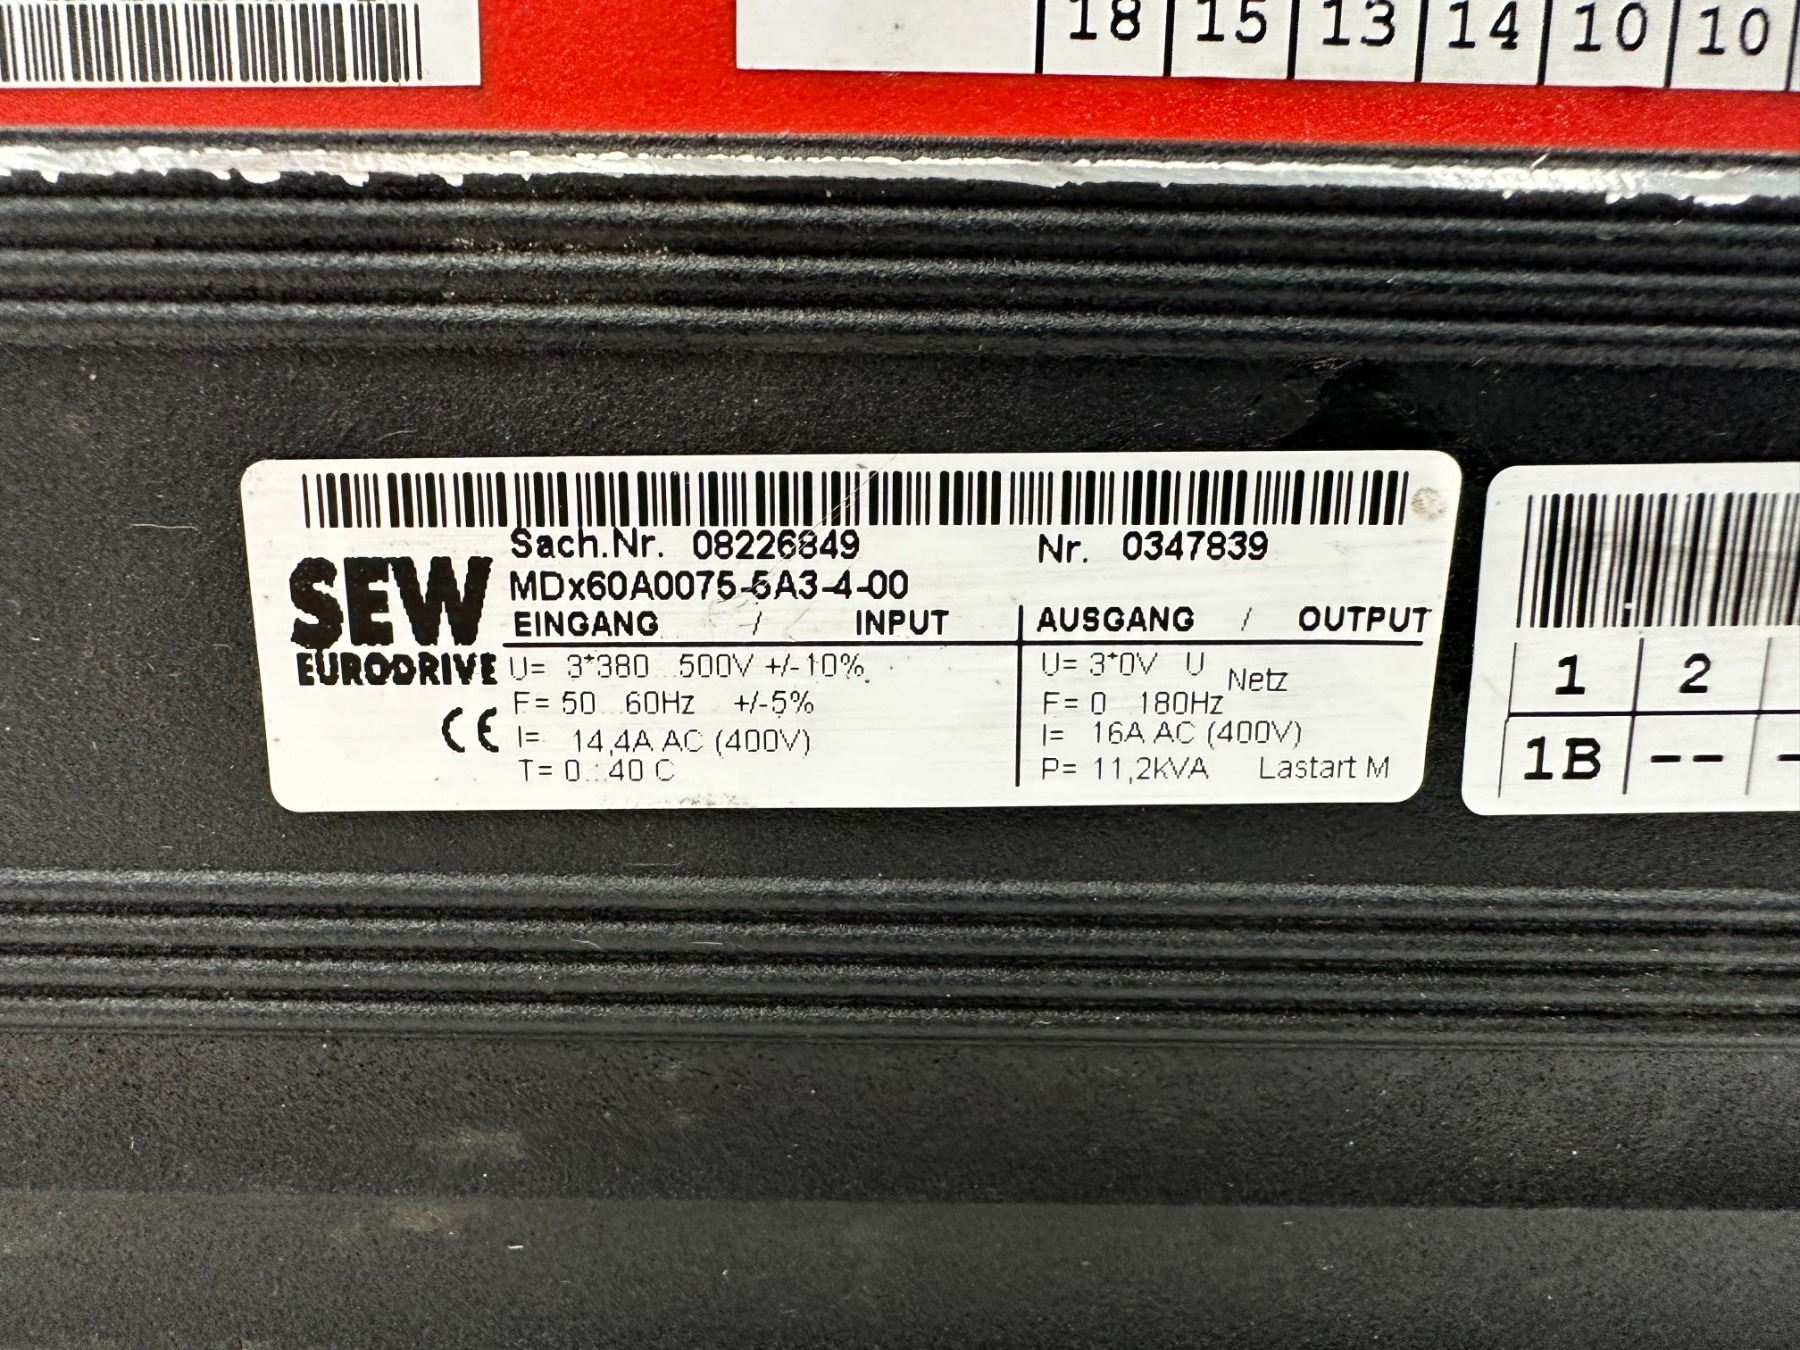 18 15 13 14 10 10
Sach.Nr. 08226849 Nr. 0347839
MDx60A0075-5A3-4-00
SEW
EURODRIVE
CE
EINGANG / INPUT
U= 3*380...500V +/-10%
F= 50...60Hz +/-5%
I= 14,4A AC (400V)
T= 0...40 C
AUSGANG / OUTPUT
U= 3*0V...U Netz
F= 0...180Hz
I= 16A AC (400V)
P= 11,2kVA Lastart M
1 2
1B -- -